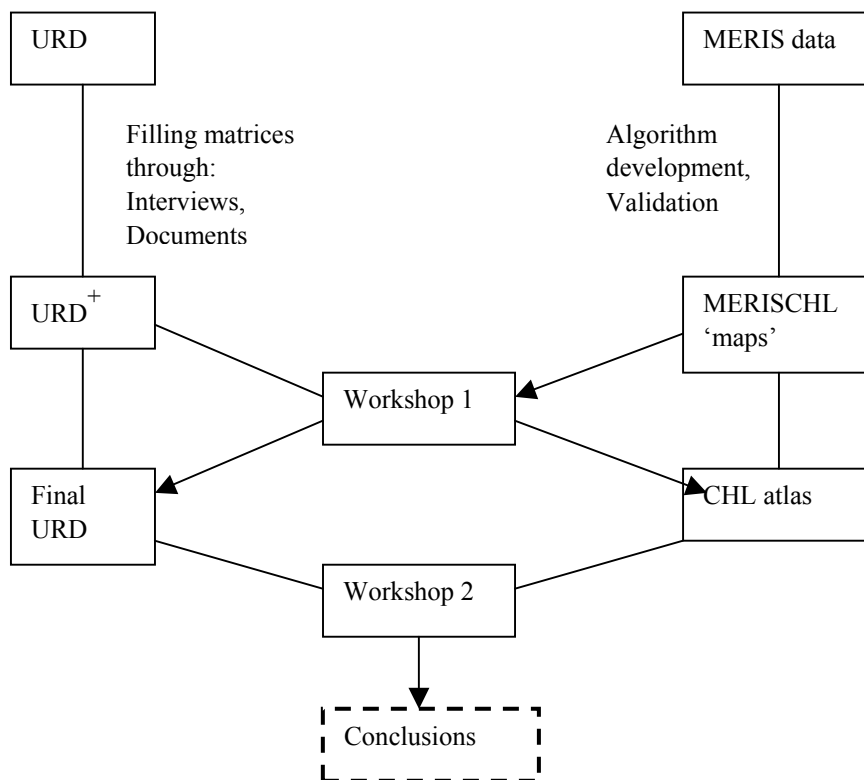 URD
MERIS data
Filling matrices
through:
Interviews,
Documents
Algorithm
development,
Validation
URD+
MERISCHL
‘maps’
Workshop 1
Final
URD
CHL atlas
Workshop 2
Conclusions